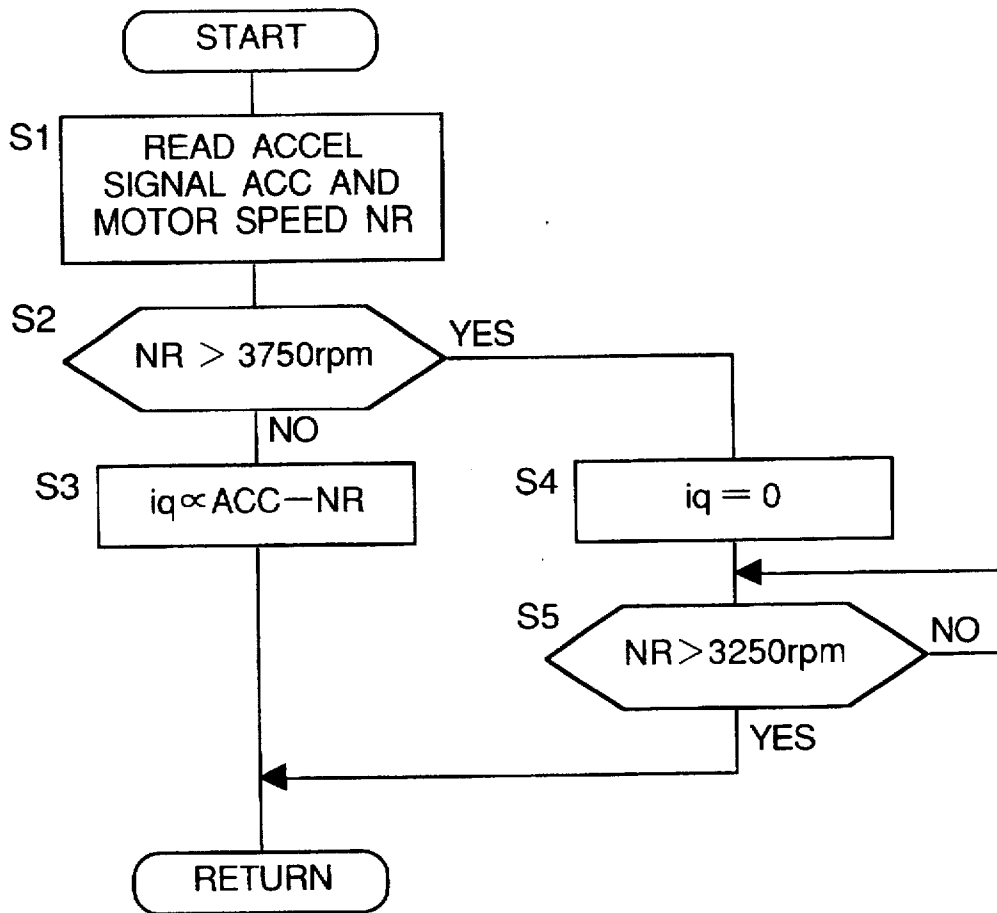 START
S1
READ ACCEL
SIGNAL ACC AND
MOTOR SPEED NR
S2
NR > 3750rpm
YES
NO
S3
iq∝ACC−NR
S4
iq = 0
S5
NR>3250rpm
NO
YES
RETURN